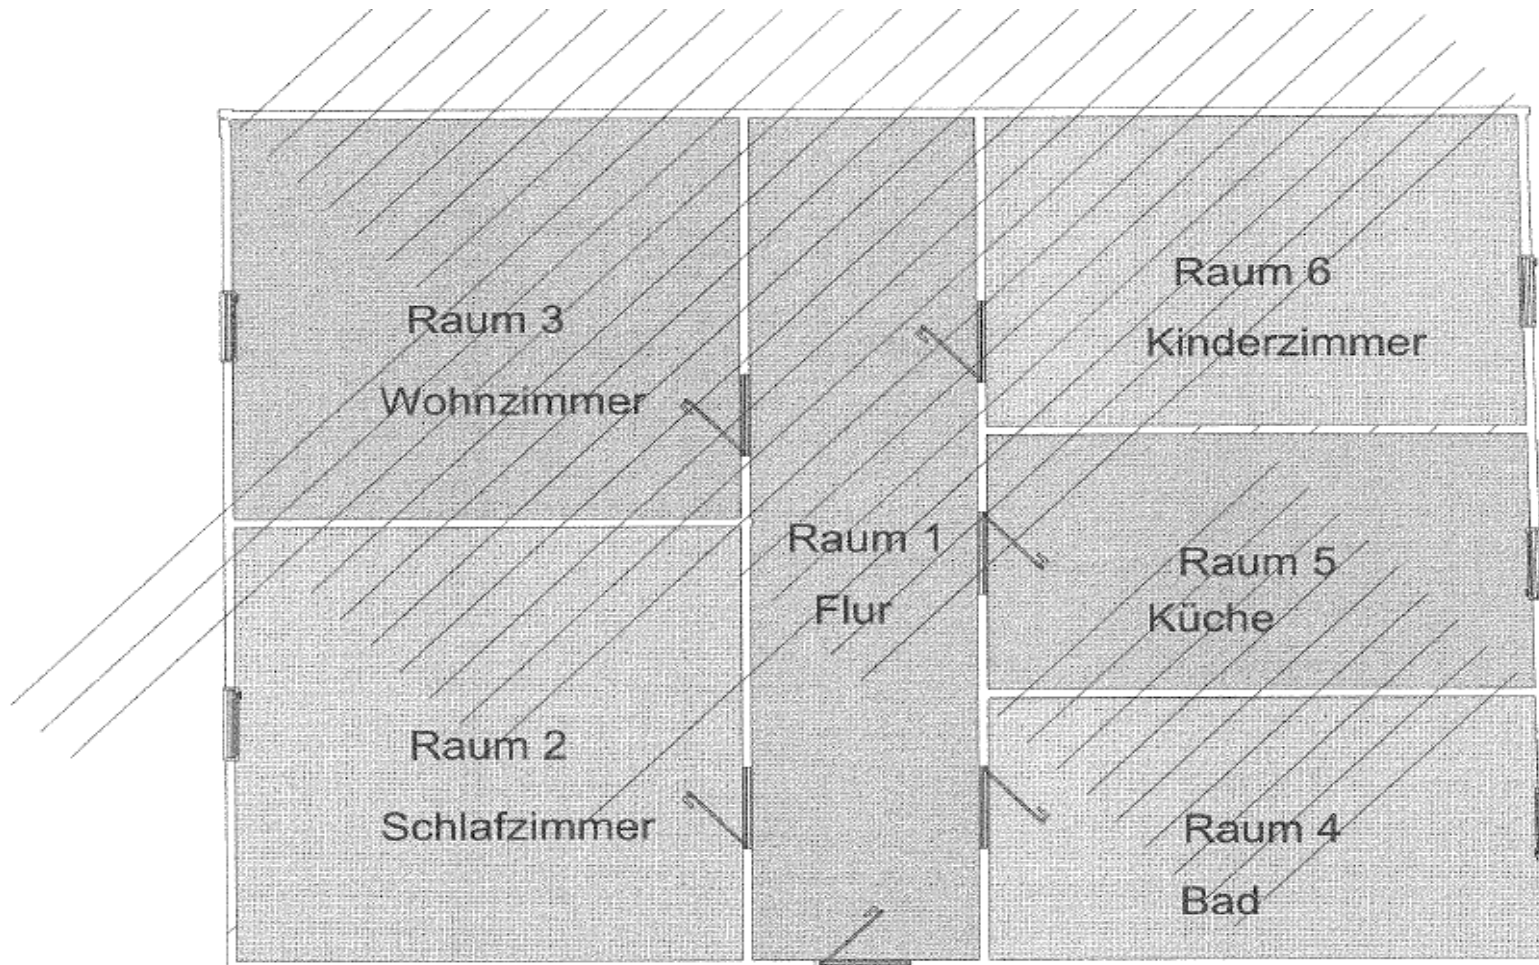 Raum 3
Wohnzimmer
Raum 6
Kinderzimmer
Raum 1
Flur
Raum 5
Küche
Raum 2
Schlafzimmer
Raum 4
Bad